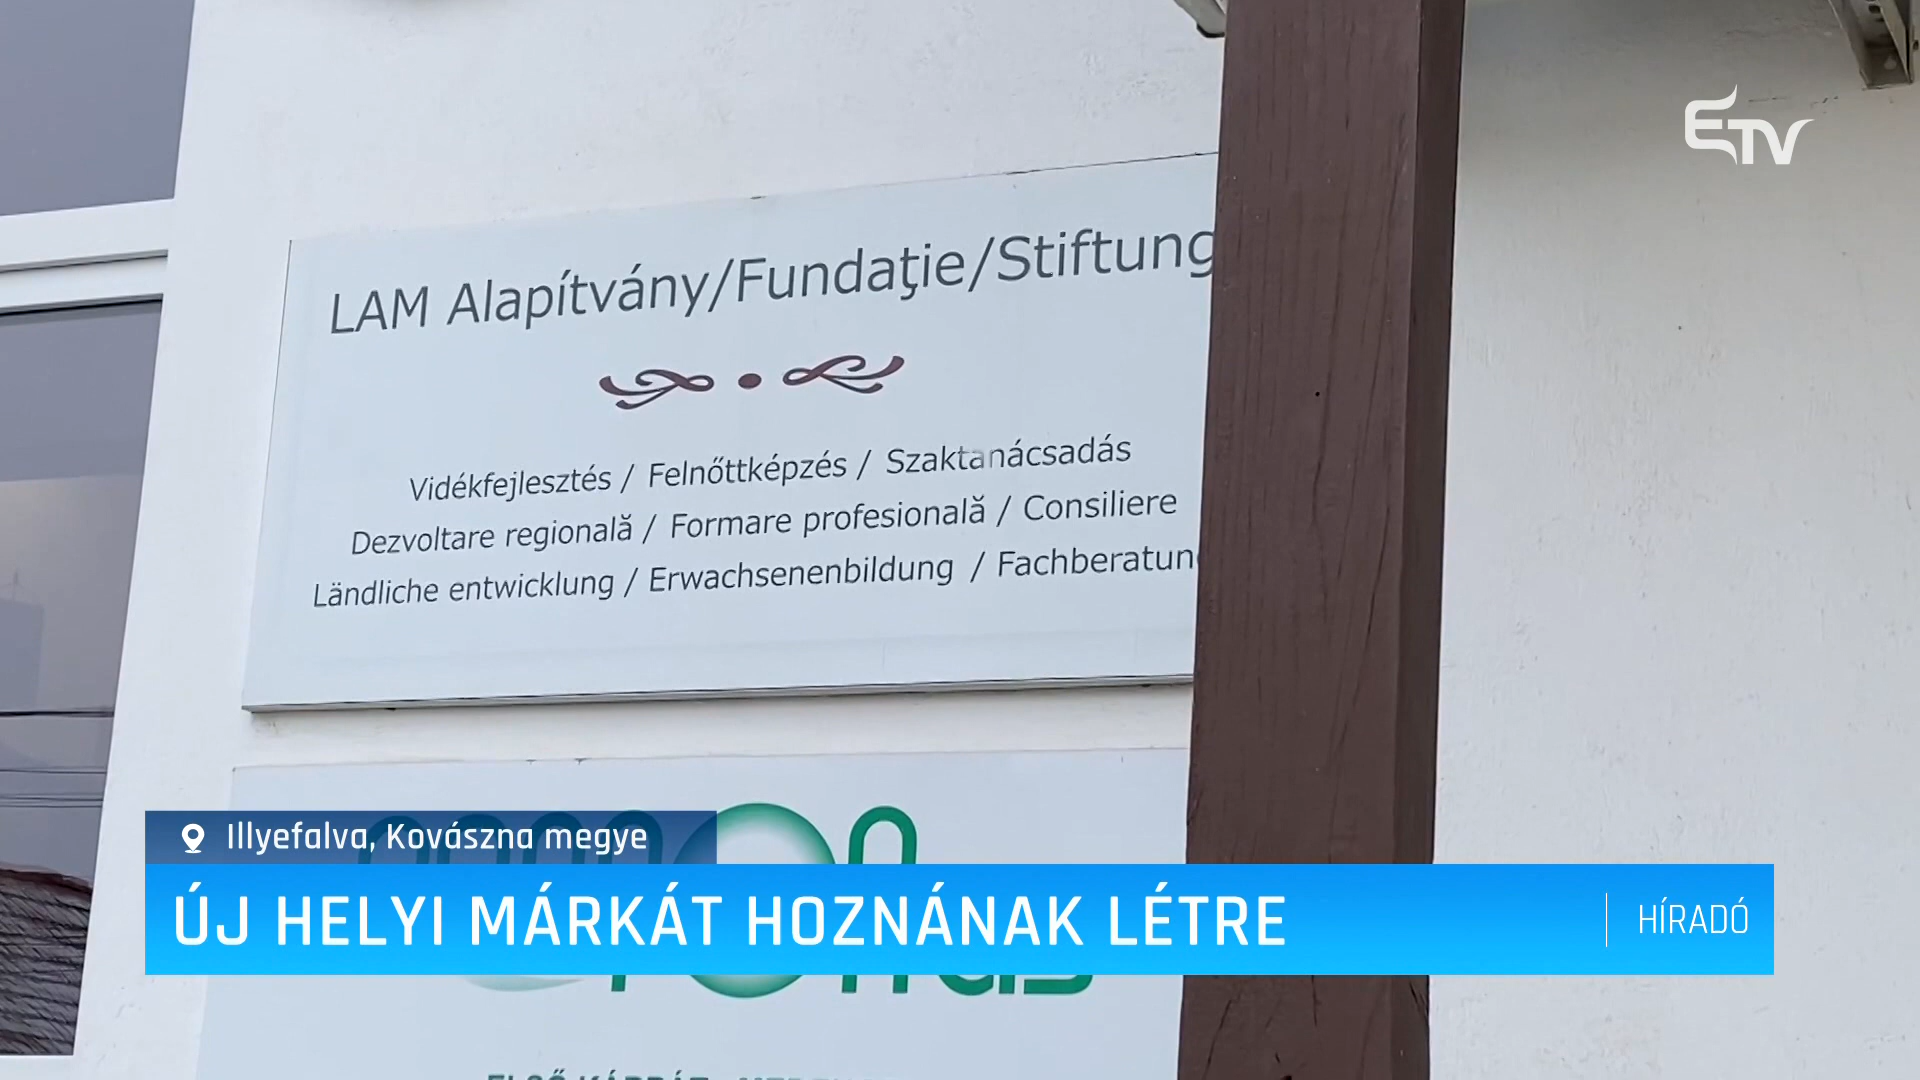 ETV
LAM Alapítvány/Fundaţie/Stiftung
Vidékfejlesztés / Felnőttképzés / Szaktanácsadás
Dezvoltare regională / Formare profesională / Consiliere
Ländliche entwicklung / Erwachsenenbildung / Fachberatung
Illyefalva, Kovászna megye
ÚJ HELYI MÁRKÁT HOZNÁNAK LÉTRE
HÍRADÓ